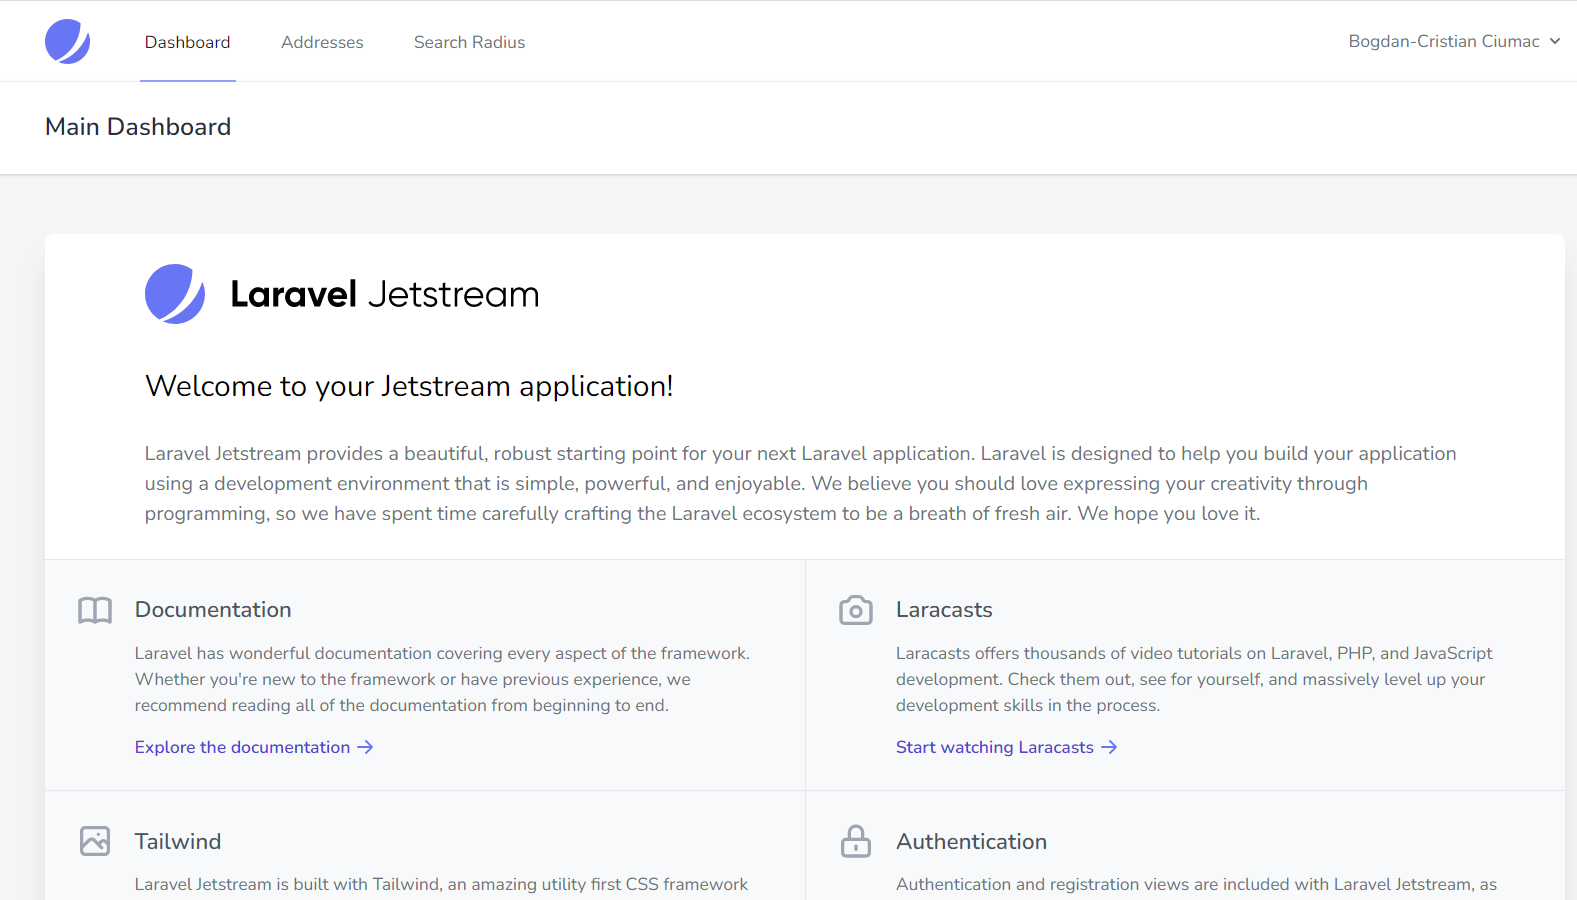 Dashboard Addresses Search Radius Bogdan-Cristian Ciumac
Main Dashboard
Laravel Jetstream
Welcome to your Jetstream application!
Laravel Jetstream provides a beautiful, robust starting point for your next Laravel application. Laravel is designed to help you build your application
using a development environment that is simple, powerful, and enjoyable. We believe you should love expressing your creativity through
programming, so we have spent time carefully crafting the Laravel ecosystem to be a breath of fresh air. We hope you love it.
Documentation
Laravel has wonderful documentation covering every aspect of the framework.
Whether you're new to the framework or have previous experience, we
recommend reading all of the documentation from beginning to end.
Explore the documentation →
Laracasts
Laracasts offers thousands of video tutorials on Laravel, PHP, and JavaScript
development. Check them out, see for yourself, and massively level up your
development skills in the process.
Start watching Laracasts →
Tailwind
Laravel Jetstream is built with Tailwind, an amazing utility first CSS framework
Authentication
Authentication and registration views are included with Laravel Jetstream, as